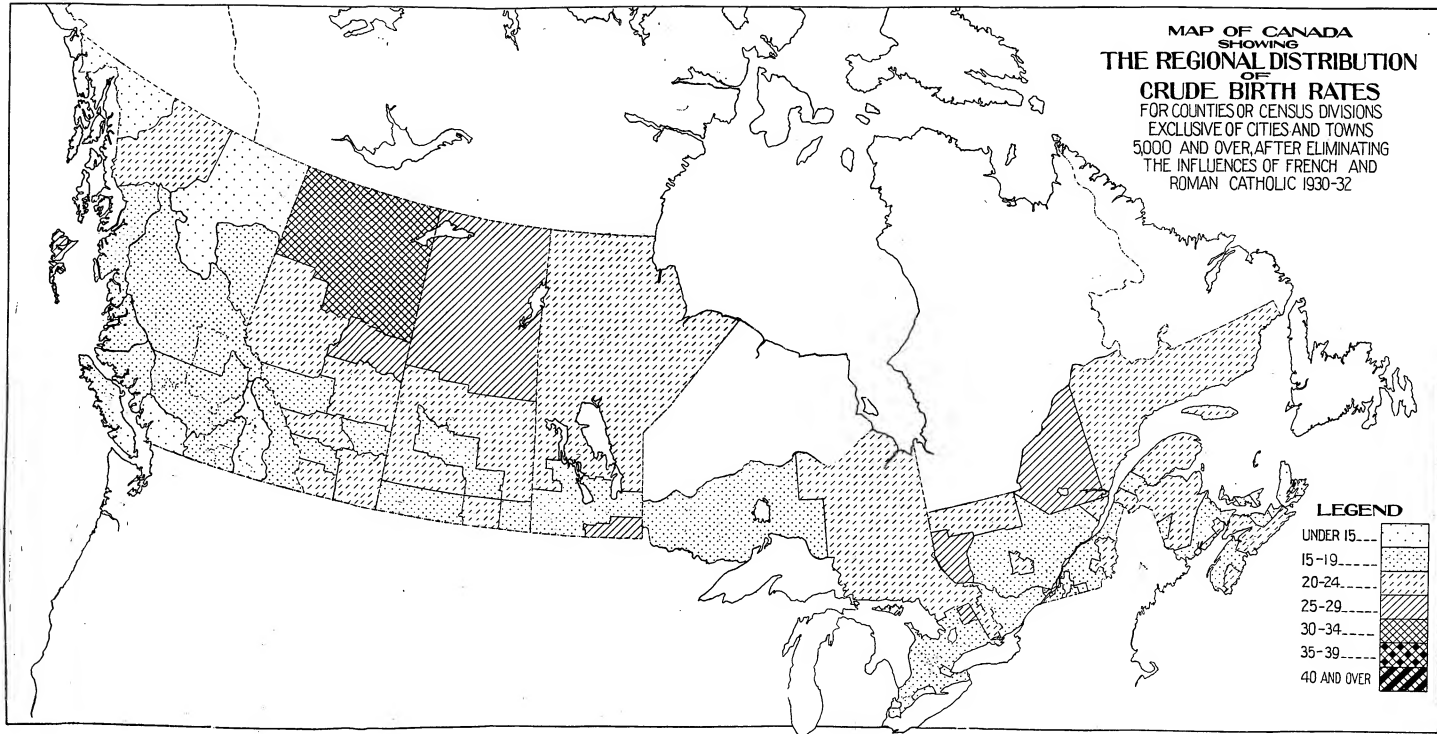 MAP OF CANADA
SHOWING
THE REGIONAL DISTRIBUTION
OF
CRUDE BIRTH RATES
FOR COUNTIES OR CENSUS DIVISIONS
EXCLUSIVE OF CITIES AND TOWNS
5,000 AND OVER, AFTER ELIMINATING
THE INFLUENCES OF FRENCH AND
ROMAN CATHOLIC 1930-32
LEGEND
UNDER 15
15-19
20-24
25-29
30-34
35-39
40 AND OVER